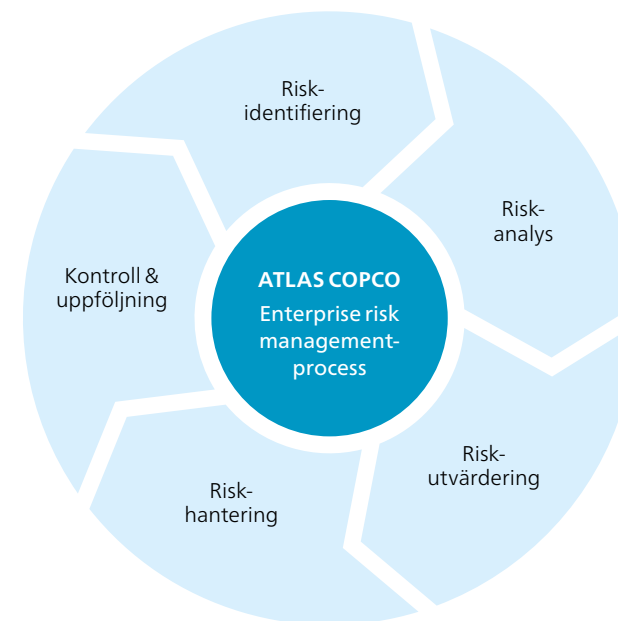 Risk-
identifiering
Risk-
analys
Risk-
utvärdering
Risk-
hantering
Kontroll &
uppföljning
ATLAS COPCO
Enterprise risk
management-
process